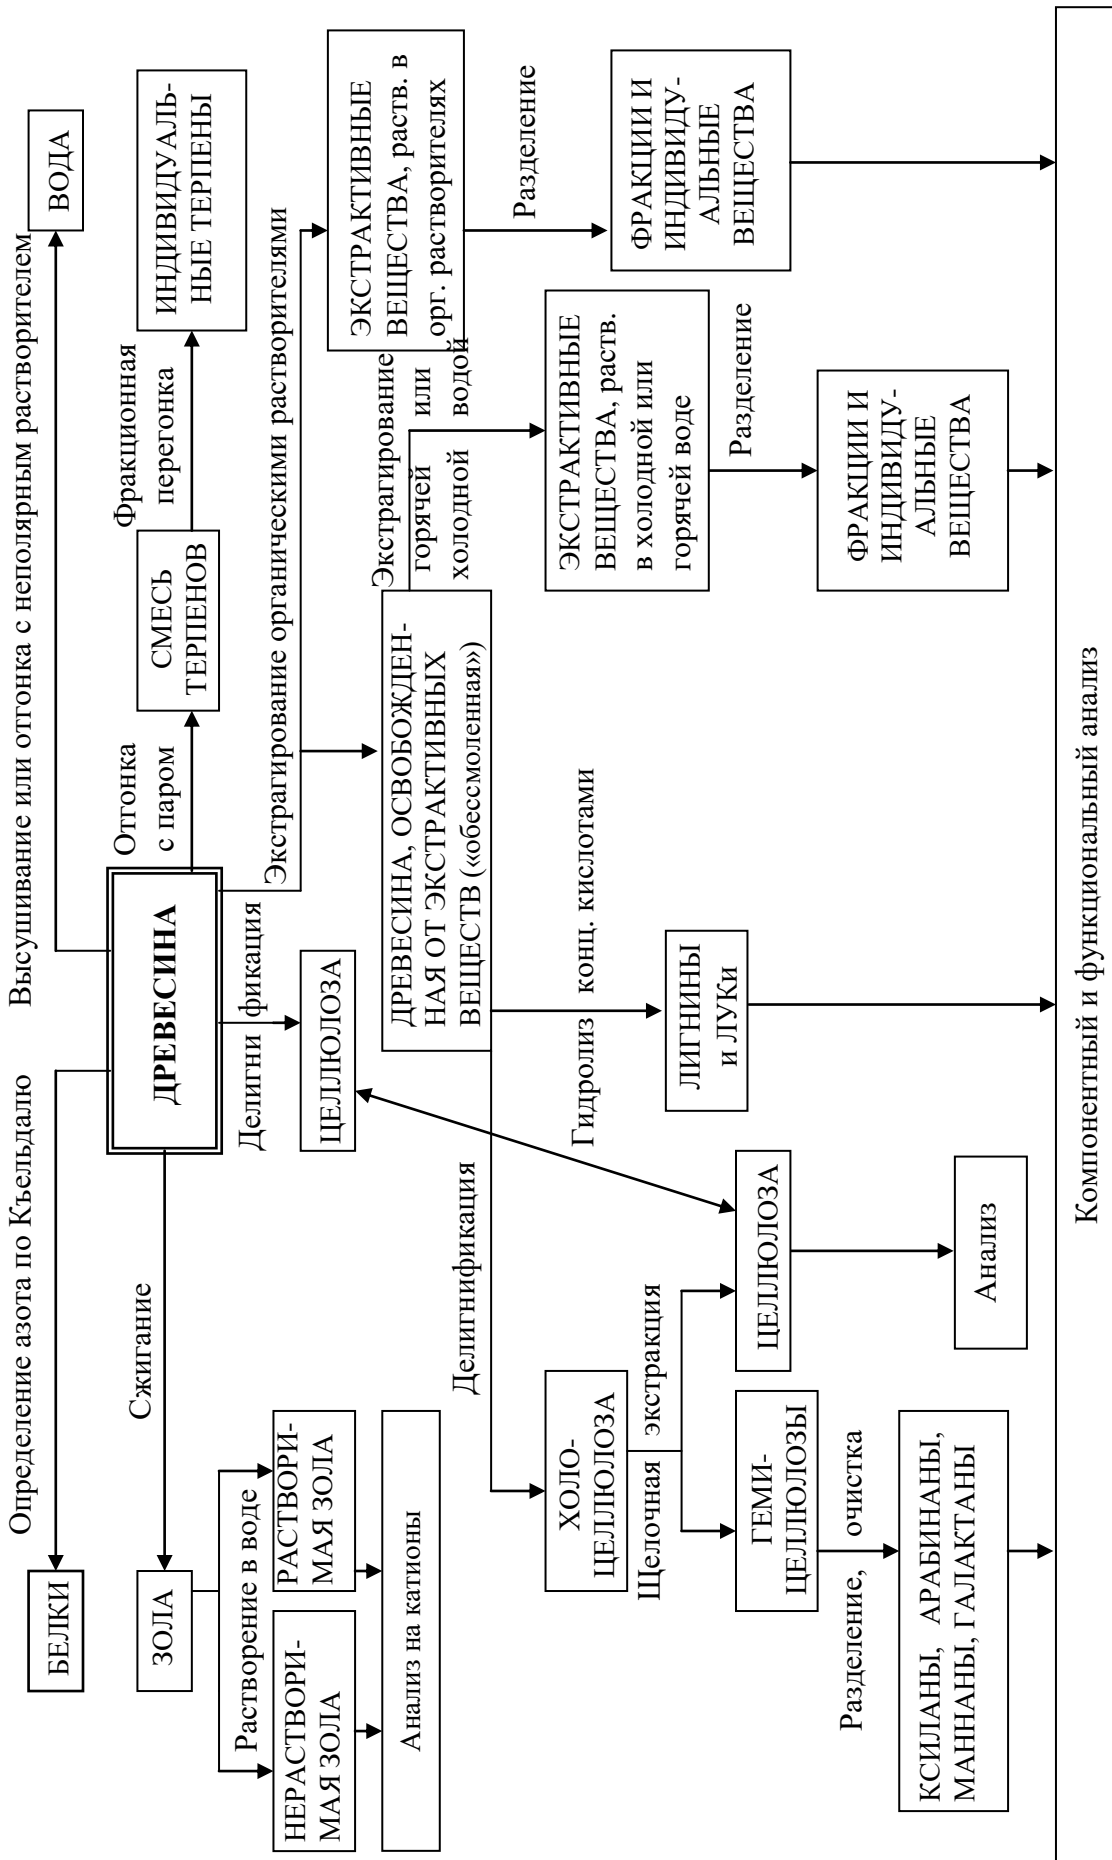 Определение азота по Къельдалю
Высушивание или отгонка с неполярным растворителем
БЕЛКИ
ВОДА
Сжигание
ДРЕВЕСИНА
Отгонка
с паром
СМЕСЬ
ТЕРПЕНОВ
Фракционная
перегонка
ИНДИВИДУАЛЬ-
НЫЕ ТЕРПЕНЫ
ЗОЛА
Растворение в воде
Делигни фикация
Экстрагирование органическими растворителями
НЕРАСТВОРИ-
МАЯ ЗОЛА
РАСТВОРИ-
МАЯ ЗОЛА
ЦЕЛЛЮЛОЗА
ЭКСТРАКТИВНЫЕ
ВЕЩЕСТВА, раств. в
орг. растворителях
Анализ на катионы
ДРЕВЕСИНА, ОСВОБОЖДЕН-
НАЯ ОТ ЭКСТРАКТИВНЫХ
ВЕЩЕСТВ («обессмоленная»)
Экстрагирование
горячей или
холодной водой
Разделение
Делигнификация
Гидролиз конц. кислотами
ХОЛО-
ЦЕЛЛЮЛОЗА
ЭКСТРАКТИВНЫЕ
ВЕЩЕСТВА, раств.
в холодной или
горячей воде
ФРАКЦИИ И
ИНДИВИДУ-
АЛЬНЫЕ
ВЕЩЕСТВА
Щелочная экстракция
ЛИГНИНЫ
и ЛУКи
Разделение
ГЕМИ-
ЦЕЛЛЮЛОЗЫ
ЦЕЛЛЮЛОЗА
ФРАКЦИИ И
ИНДИВИДУ-
АЛЬНЫЕ
ВЕЩЕСТВА
Разделение, очистка
КСИЛАНЫ, АРАБИНАНЫ,
МАННАНЫ, ГАЛАКТАНЫ
Анализ
Компонентный и функциональный анализ